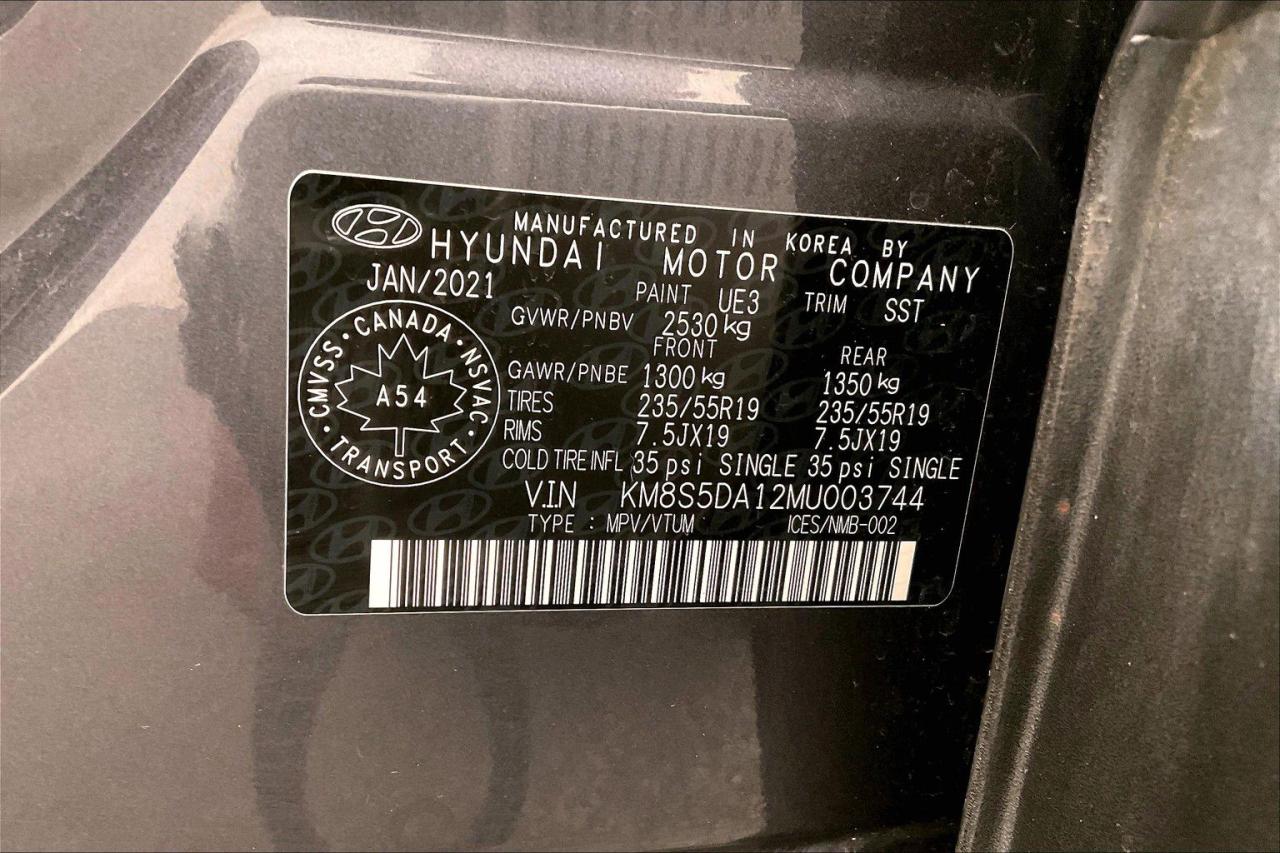 MANUFACTURED IN KOREA BY
HYUNDAI MOTOR COMPANY
JAN/2021 PAINT UE3 TRIM SST
GVWR/PNBV 2530 kg
FRONT REAR
GAWR/PNBE 1300 kg 1350 kg
TIRES 235/55R19 235/55R19
RIMS 7.5JX19 7.5JX19
COLD TIRE INFL 35 psi SINGLE 35 psi SINGLE
V.I.N KM8S5DA12MU003744
TYPE : MPV/VTUM ICES/NMB-002
CMVSS · CANADA · NSVAC · TRANSPORT ·
A54